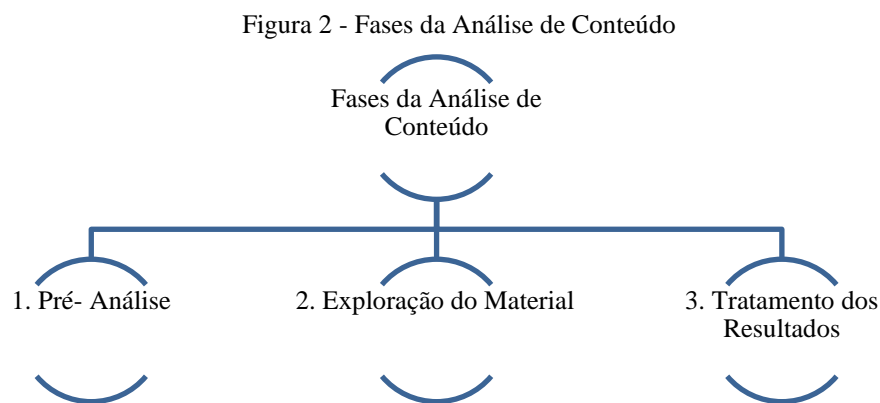 Figura 2 - Fases da Análise de Conteúdo
Fases da Análise de
Conteúdo
1. Pré- Análise
2. Exploração do Material
3. Tratamento dos
Resultados